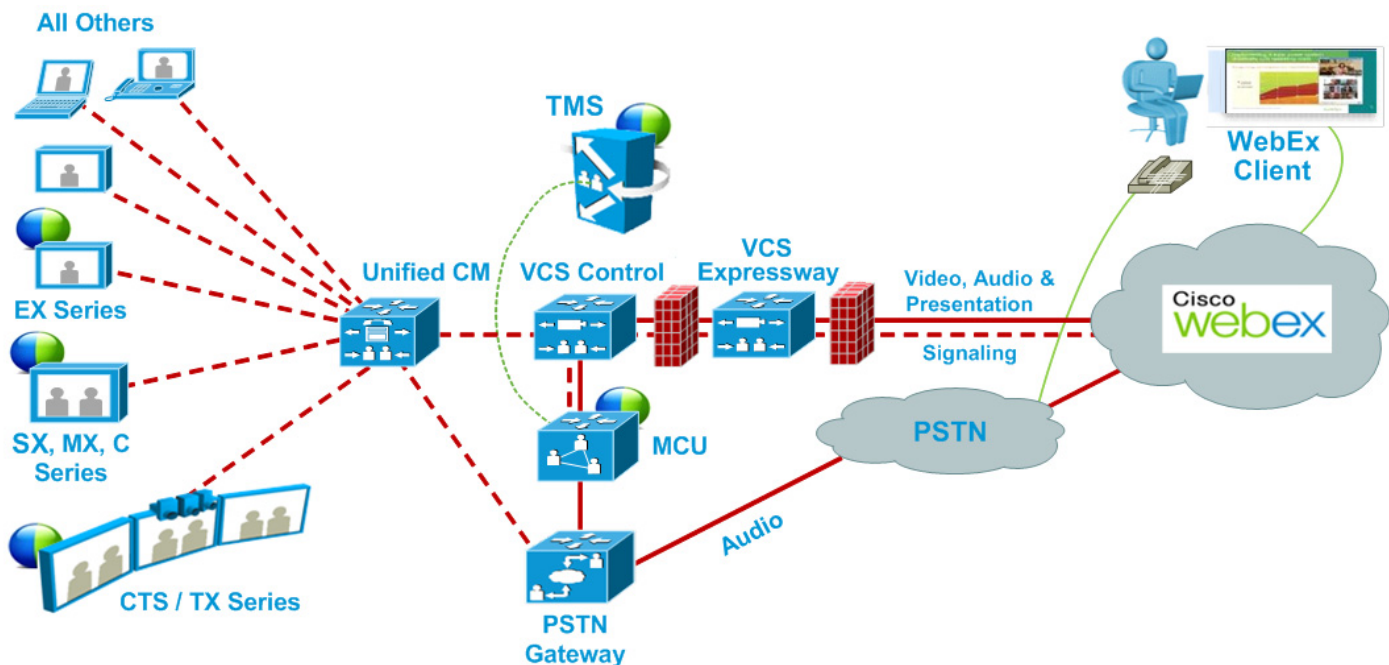 All Others
TMS
WebEx
Client
Unified CM
VCS Control
VCS
Expressway
Video, Audio &
Presentation
Cisco
webex
EX Series
Signaling
SX, MX, C
Series
MCU
PSTN
Audio
CTS / TX Series
PSTN
Gateway